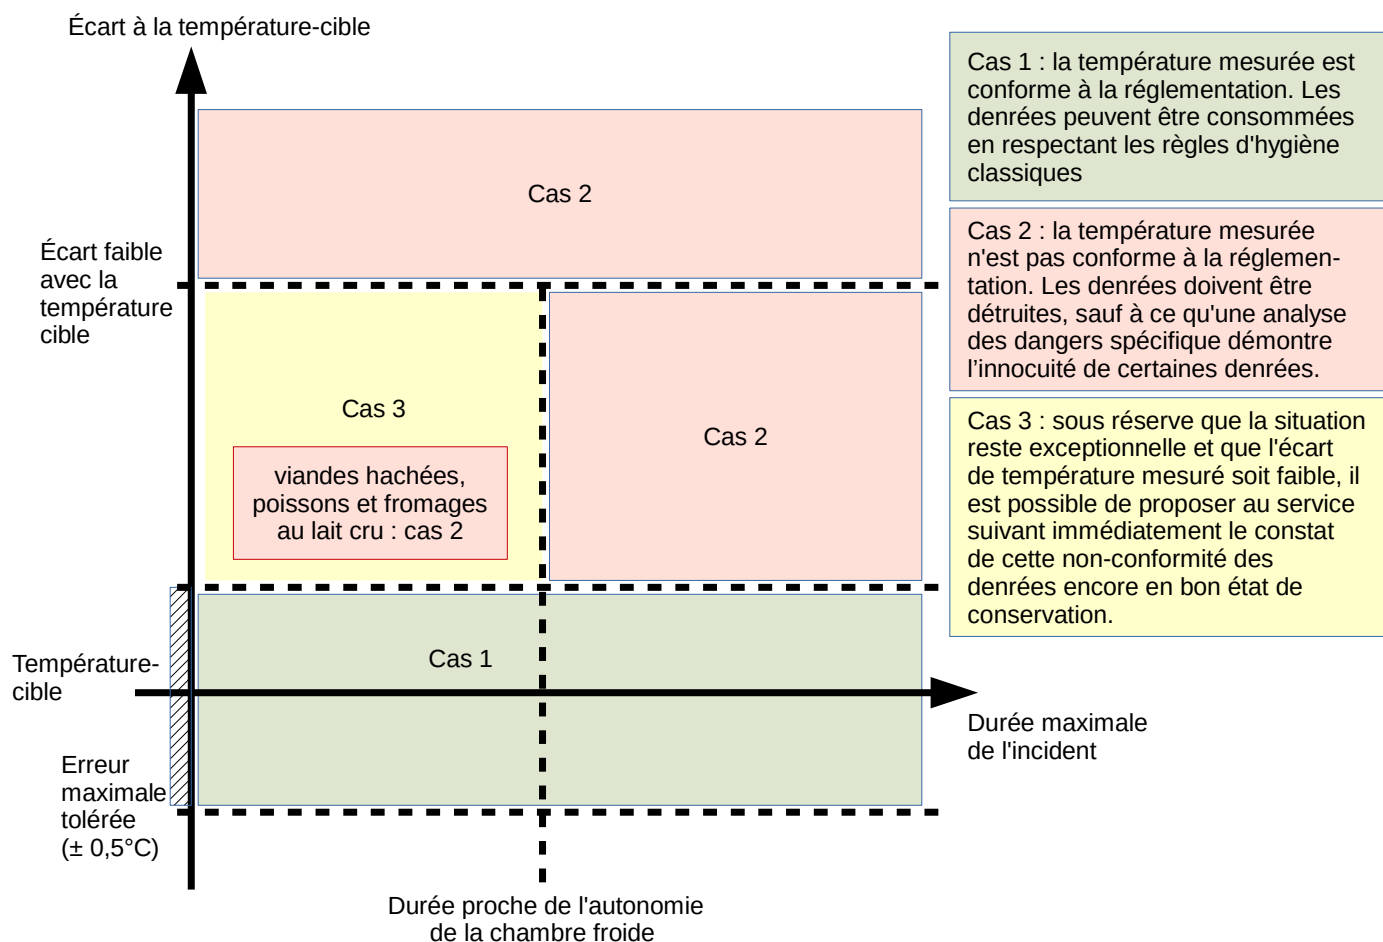 Écart à la température-cible
Cas 1 : la température mesurée est
conforme à la réglementation. Les
denrées peuvent être consommées
en respectant les règles d'hygiène
classiques
Cas 2
Cas 2 : la température mesurée
n'est pas conforme à la réglemen-
tation. Les denrées doivent être
détruites, sauf à ce qu'une analyse
des dangers spécifique démontre
l’innocuité de certaines denrées.
Écart faible
avec la
température
cible
Cas 3
viandes hachées,
poissons et fromages
au lait cru : cas 2
Cas 2
Cas 3 : sous réserve que la situation
reste exceptionnelle et que l'écart
de température mesuré soit faible, il
est possible de proposer au service
suivant immédiatement le constat
de cette non-conformité des
denrées encore en bon état de
conservation.
Cas 1
Température-
cible
Durée maximale
de l'incident
Erreur
maximale
tolérée
(± 0,5°C)
Durée proche de l'autonomie
de la chambre froide